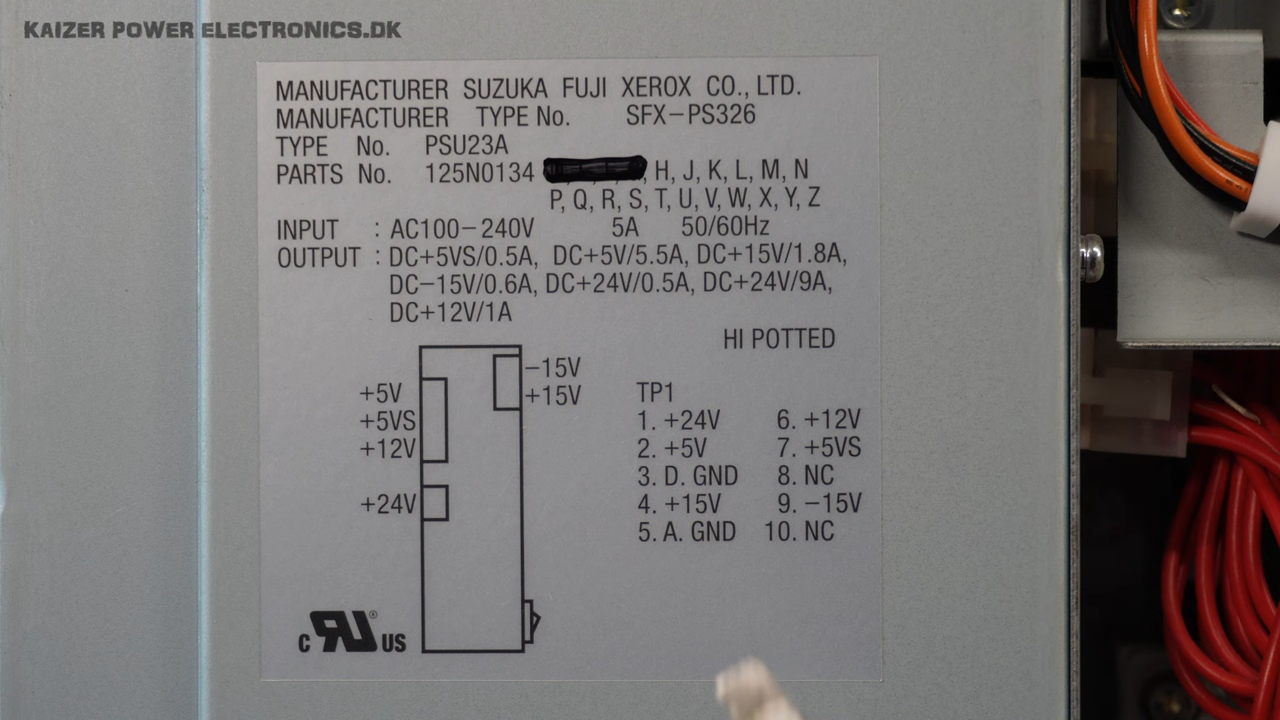 KAIZER POWER ELECTRONICS.DK
MANUFACTURER SUZUKA FUJI XEROX CO., LTD.
MANUFACTURER TYPE No. SFX-PS326
TYPE No. PSU23A
PARTS No. 125N0134 , H, J, K, L, M, N
P, Q, R, S, T, U, V, W, X, Y, Z
INPUT : AC100-240V 5A 50/60Hz
OUTPUT : DC+5VS/0.5A, DC+5V/5.5A, DC+15V/1.8A,
DC-15V/0.6A, DC+24V/0.5A, DC+24V/9A,
DC+12V/1A
HI POTTED
-15V
+15V
+5V
+5VS
+12V
+24V
TP1
1. +24V 6. +12V
2. +5V 7. +5VS
3. D. GND 8. NC
4. +15V 9. -15V
5. A. GND 10. NC
C RU® US